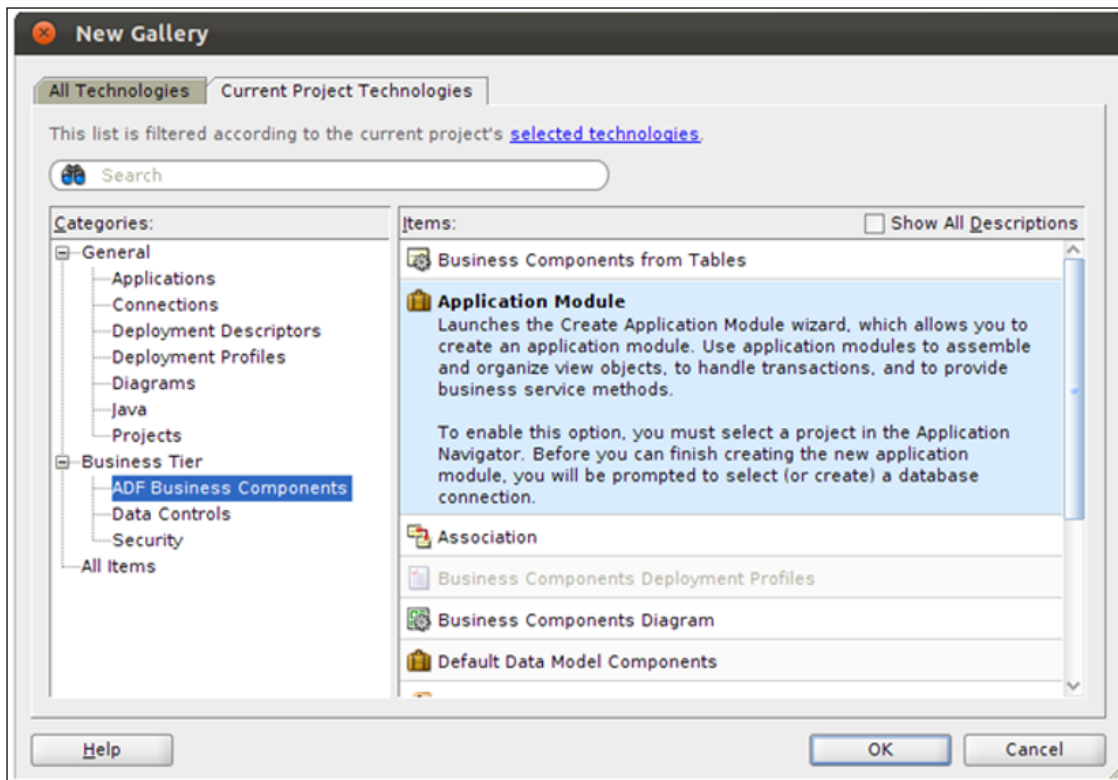 New Gallery
All Technologies
Current Project Technologies
This list is filtered according to the current project's selected technologies.
Search
Categories:
General
Applications
Connections
Deployment Descriptors
Deployment Profiles
Diagrams
Java
Projects
Business Tier
ADF Business Components
Data Controls
Security
All Items
Items:
Show All Descriptions
Business Components from Tables
Application Module
Launches the Create Application Module wizard, which allows you to
create an application module. Use application modules to assemble
and organize view objects, to handle transactions, and to provide
business service methods.
To enable this option, you must select a project in the Application
Navigator. Before you can finish creating the new application
module, you will be prompted to select (or create) a database
connection.
Association
Business Components Deployment Profiles
Business Components Diagram
Default Data Model Components
Help
OK
Cancel